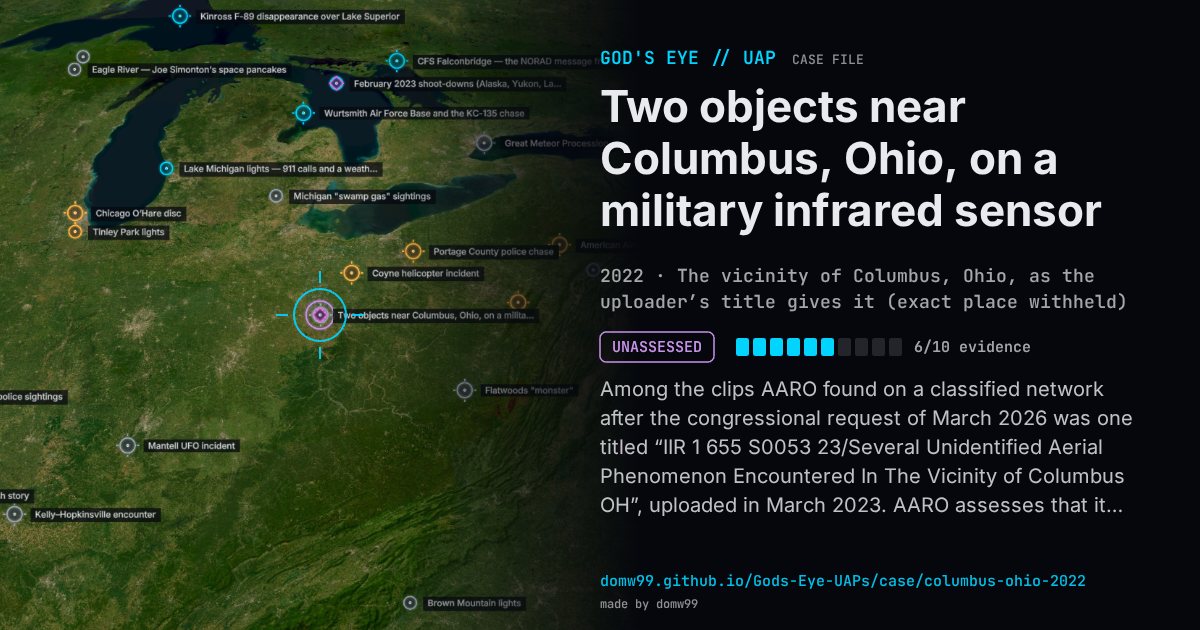 Kinross F-89 disappearance over Lake Superior
Eagle River — Joe Simonton's space pancakes
CFS Falconbridge — the NORAD message
February 2023 shoot-downs (Alaska, Yukon, La...
Wurtsmith Air Force Base and the KC-135 chase
Great Meteor Procession
Lake Michigan lights — 911 calls and a weath...
Michigan "swamp gas" sightings
Chicago O'Hare disc
Tinley Park lights
Portage County police chase
American
Coyne helicopter incident
Two objects near Columbus, Ohio, on a milita...
Flatwoods "monster"
police sightings
Mantell UFO incident
h story
Kelly–Hopkinsville encounter
Brown Mountain lights
GOD'S EYE // UAP CASE FILE
Two objects near
Columbus, Ohio, on a
military infrared sensor
2022 · The vicinity of Columbus, Ohio, as the
uploader’s title gives it (exact place withheld)
UNASSESSED 6/10 evidence
Among the clips AARO found on a classified network
after the congressional request of March 2026 was one
titled “IIR 1 655 S0053 23/Several Unidentified Aerial
Phenomenon Encountered In The Vicinity of Columbus
OH”, uploaded in March 2023. AARO assesses that it...
domw99.github.io/Gods-Eye-UAPs/case/columbus-ohio-2022
made by domw99